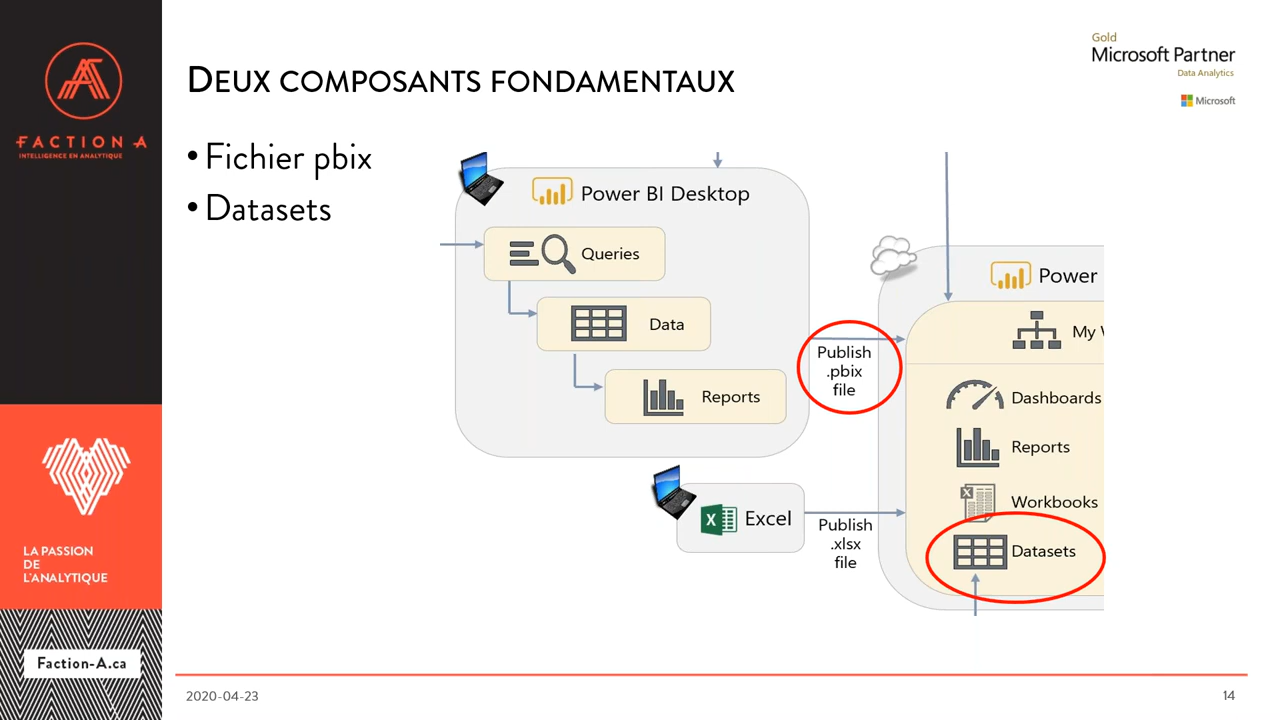 FACTION A
INTELLIGENCE EN ANALYTIQUE
LA PASSION
DE
L'ANALYTIQUE
Faction-A.ca
Gold
Microsoft Partner
Data Analytics
Microsoft
DEUX COMPOSANTS FONDAMENTAUX
• Fichier pbix
• Datasets
Power BI Desktop
Queries
Data
Reports
Publish
.pbix
file
Excel
Publish
.xlsx
file
Power
My W
Dashboards
Reports
Workbooks
Datasets
2020-04-23
14